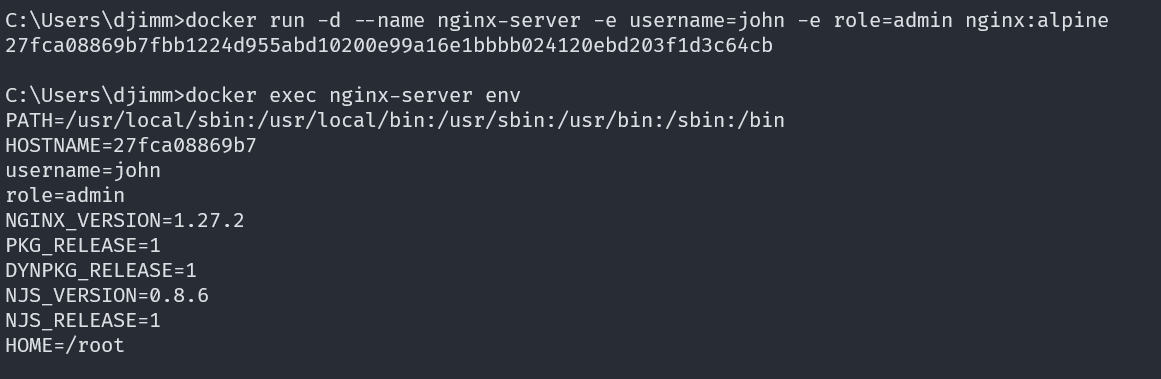 C:\Users\djimm>docker run -d --name nginx-server -e username=john -e role=admin nginx:alpine
27fca08869b7fbb1224d955abd10200e99a16e1bbbb024120ebd203f1d3c64cb
C:\Users\djimm>docker exec nginx-server env
PATH=/usr/local/sbin:/usr/local/bin:/usr/sbin:/usr/bin:/sbin:/bin
HOSTNAME=27fca08869b7
username=john
role=admin
NGINX_VERSION=1.27.2
PKG_RELEASE=1
DYNPKG_RELEASE=1
NJS_VERSION=0.8.6
NJS_RELEASE=1
HOME=/root